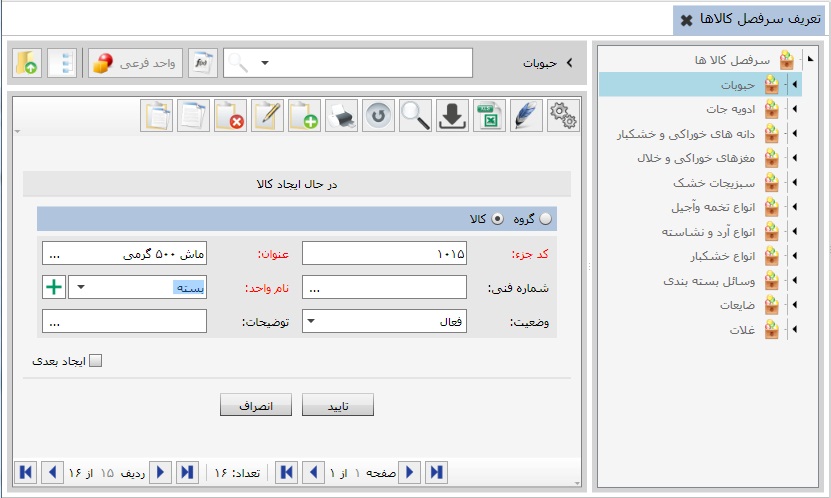 تعریف سرفصل کالاها
سرفصل کالا ها
حبوبات
ادویه جات
دانه های خوراکی و خشکبار
مغزهای خوراکی و خلال
سبزیجات خشک
انواع تخمه وآجیل
انواع آرد و نشاسته
انواع خشکبار
وسائل بسته بندی
ضایعات
غلات
حبوبات
واحد فرعی
در حال ایجاد کالا
گروه کالا
کد جزء: ۱۰۱۵ عنوان: ماش ۵۰۰ گرمی ...
شماره فنی: ... نام واحد: بسته
وضعیت: فعال توضیحات: ...
ایجاد بعدی
تایید انصراف
صفحه ۱ از ۱ تعداد: ۱۶ ردیف ۱۵ از ۱۶